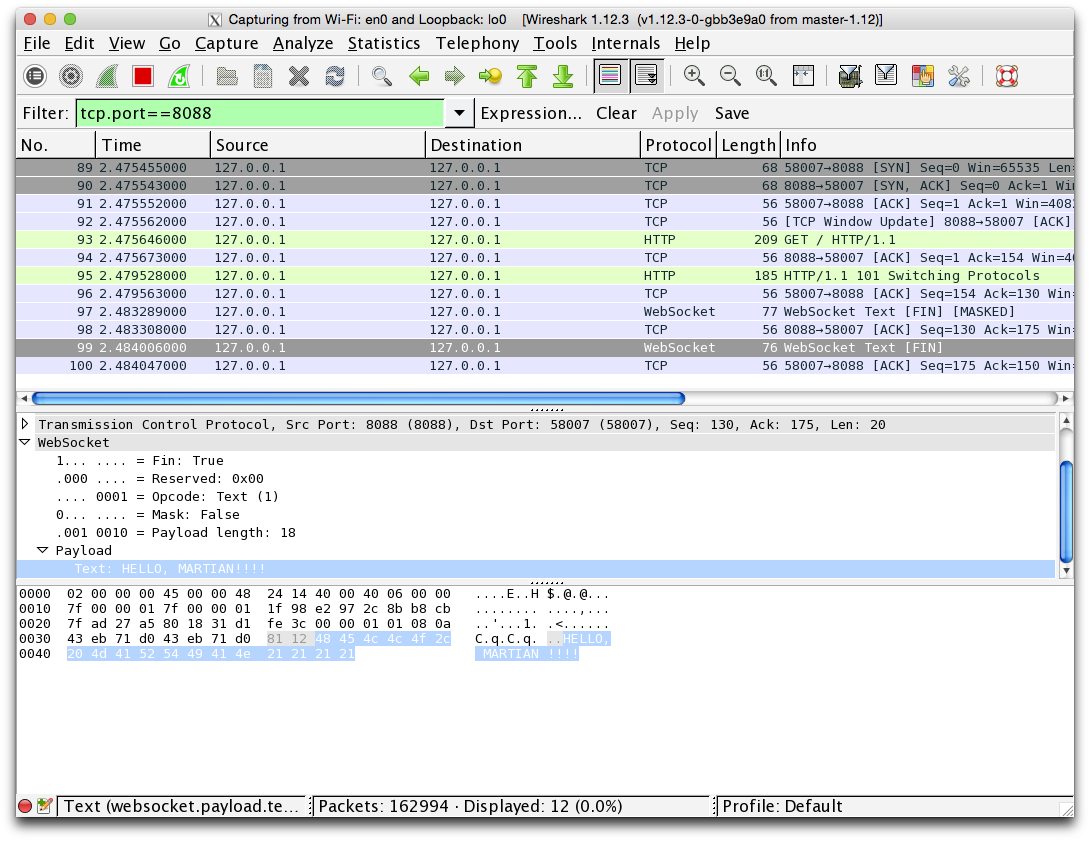 Capturing from Wi-Fi: en0 and Loopback: lo0 [Wireshark 1.12.3 (v1.12.3-0-gbb3e9a0 from master-1.12)]
File Edit View Go Capture Analyze Statistics Telephony Tools Internals Help
Filter: tcp.port==8088 Expression... Clear Apply Save
No. Time Source Destination Protocol Length Info
89 2.475455000 127.0.0.1 127.0.0.1 TCP 68 58007→8088 [SYN] Seq=0 Win=65535 Len=
90 2.475543000 127.0.0.1 127.0.0.1 TCP 68 8088→58007 [SYN, ACK] Seq=0 Ack=1 Wi
91 2.475552000 127.0.0.1 127.0.0.1 TCP 56 58007→8088 [ACK] Seq=1 Ack=1 Win=408
92 2.475562000 127.0.0.1 127.0.0.1 TCP 56 [TCP Window Update] 8088→58007 [ACK]
93 2.475646000 127.0.0.1 127.0.0.1 HTTP 209 GET / HTTP/1.1
94 2.475673000 127.0.0.1 127.0.0.1 TCP 56 8088→58007 [ACK] Seq=1 Ack=154 Win=4
95 2.479528000 127.0.0.1 127.0.0.1 HTTP 185 HTTP/1.1 101 Switching Protocols
96 2.479563000 127.0.0.1 127.0.0.1 TCP 56 58007→8088 [ACK] Seq=154 Ack=130 Win
97 2.483289000 127.0.0.1 127.0.0.1 WebSocket 77 WebSocket Text [FIN] [MASKED]
98 2.483308000 127.0.0.1 127.0.0.1 TCP 56 8088→58007 [ACK] Seq=130 Ack=175 Win
99 2.484006000 127.0.0.1 127.0.0.1 WebSocket 76 WebSocket Text [FIN]
100 2.484047000 127.0.0.1 127.0.0.1 TCP 56 58007→8088 [ACK] Seq=175 Ack=150 Win
Transmission Control Protocol, Src Port: 8088 (8088), Dst Port: 58007 (58007), Seq: 130, Ack: 175, Len: 20
WebSocket
1... .... = Fin: True
.000 .... = Reserved: 0x00
.... 0001 = Opcode: Text (1)
0... .... = Mask: False
.001 0010 = Payload length: 18
Payload
Text: HELLO, MARTIAN!!!!
0000 02 00 00 00 45 00 00 48 24 14 40 00 40 06 00 00 ....E..H $.@.@...
0010 7f 00 00 01 7f 00 00 01 1f 98 e2 97 2c 8b b8 cb ........ ....,...
0020 7f ad 27 a5 80 18 31 d1 fe 3c 00 00 01 01 08 0a ..'...1. .<......
0030 43 eb 71 d0 43 eb 71 d0 81 12 48 45 4c 4c 4f 2c C.q.C.q. ..HELLO,
0040 20 4d 41 52 54 49 41 4e 21 21 21 21 MARTIAN !!!!
Text (websocket.payload.te... Packets: 162994 · Displayed: 12 (0.0%) Profile: Default